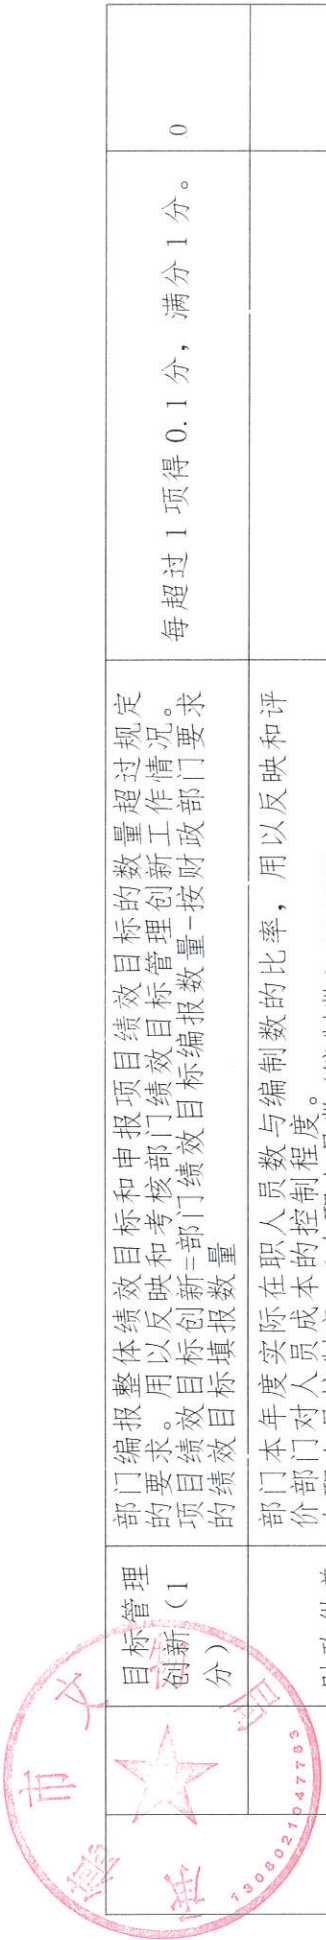 目标管理
创新（1
分）
部门编报整体绩效目标和申报项目绩效目标的数量超过规定
的要求。用以反映和考核部门绩效目标管理创新工作情况。
项目绩效目标创新=部门绩效目标编报数量-按财政部门要求
的绩效目标填报数量
每超过 1 项得 0.1 分，满分 1 分。
0
部门本年度实际在职人员数与编制数的比率，用以反映和评
价部门对人员成本的控制程度。
承德市文
1308021047763